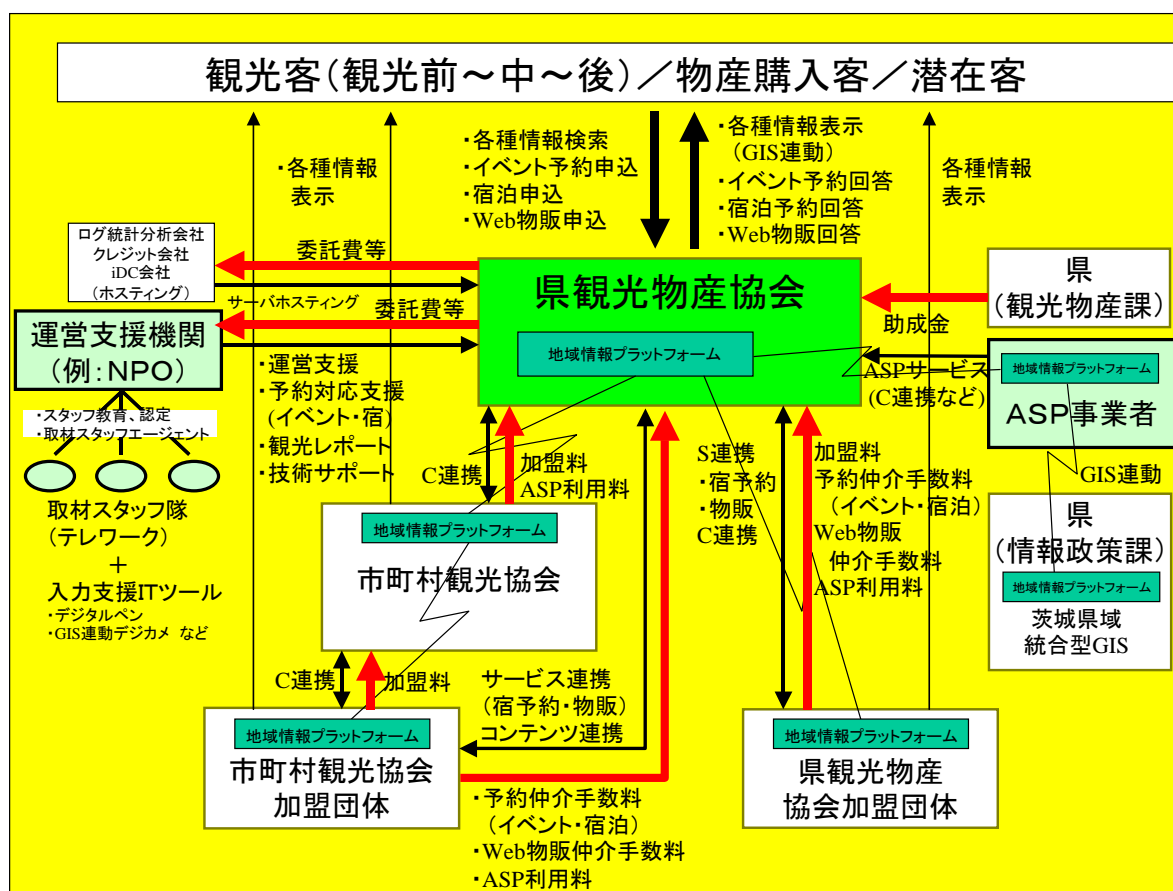 観光客(観光前～中～後)／物産購入客／潜在客
・各種情報
表示
・各種情報検索
・イベント予約申込
・宿泊申込
・Web物販申込
・各種情報表示
(GIS連動)
・イベント予約回答
・宿泊予約回答
・Web物販回答
各種情報
表示
ログ統計分析会社
クレジット会社
iDC会社
(ホスティング)
委託費等
サーバホスティング
委託費等
県観光物産協会
地域情報プラットフォーム
県
(観光物産課)
助成金
運営支援機関
(例:NPO)
・スタッフ教育、認定
・取材スタッフエージェント
取材スタッフ隊
(テレワーク)
＋
入力支援ITツール
・デジタルペン
・GIS連動デジカメ など
・運営支援
・予約対応支援
(イベント・宿)
・観光レポート
・技術サポート
ASPサービス
(C連携など)
地域情報プラットフォーム
ASP事業者
GIS連動
県
(情報政策課)
地域情報プラットフォーム
茨城県域
統合型GIS
C連携
加盟料
ASP利用料
S連携
・宿予約
・物販
C連携
加盟料
予約仲介手数料
(イベント・宿泊)
Web物販
仲介手数料
ASP利用料
地域情報プラットフォーム
市町村観光協会
C連携
加盟料
サービス連携
(宿予約・物販)
コンテンツ連携
地域情報プラットフォーム
市町村観光協会
加盟団体
地域情報プラットフォーム
県観光物産
協会加盟団体
・予約仲介手数料
(イベント・宿泊)
・Web物販仲介手数料
・ASP利用料